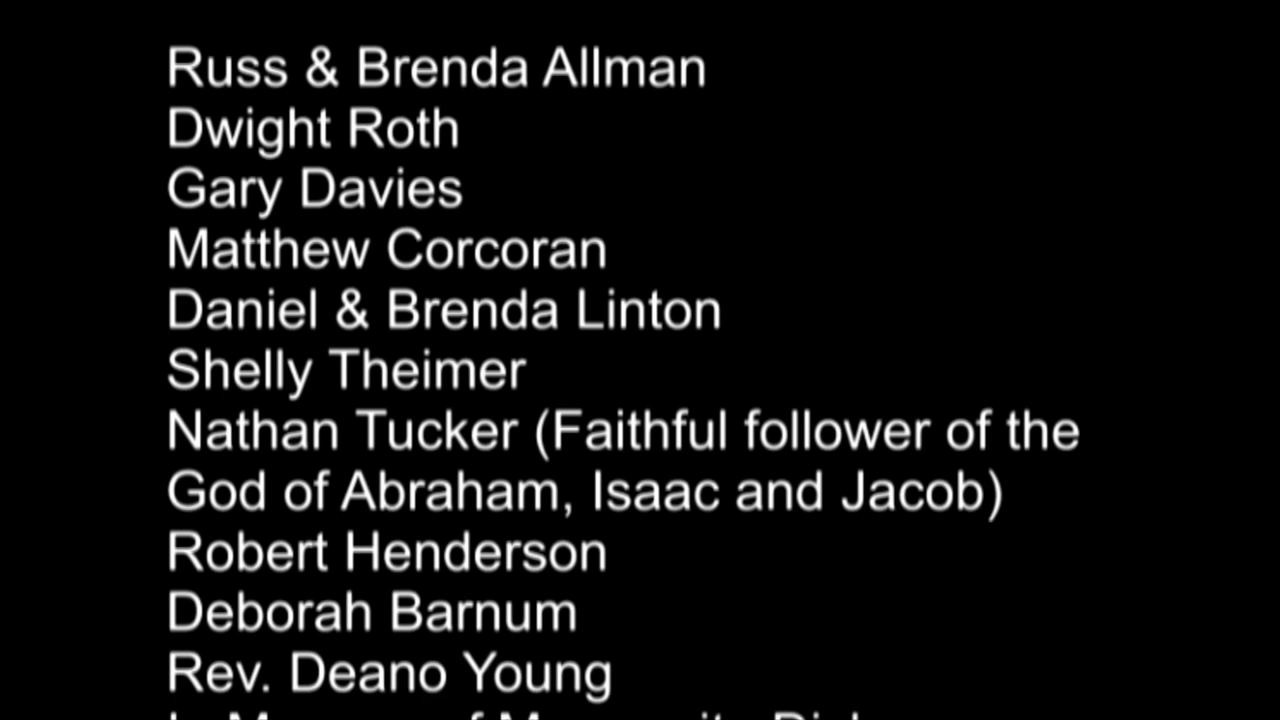 Russ & Brenda Allman
Dwight Roth
Gary Davies
Matthew Corcoran
Daniel & Brenda Linton
Shelly Theimer
Nathan Tucker (Faithful follower of the
God of Abraham, Isaac and Jacob)
Robert Henderson
Deborah Barnum
Rev. Deano Young